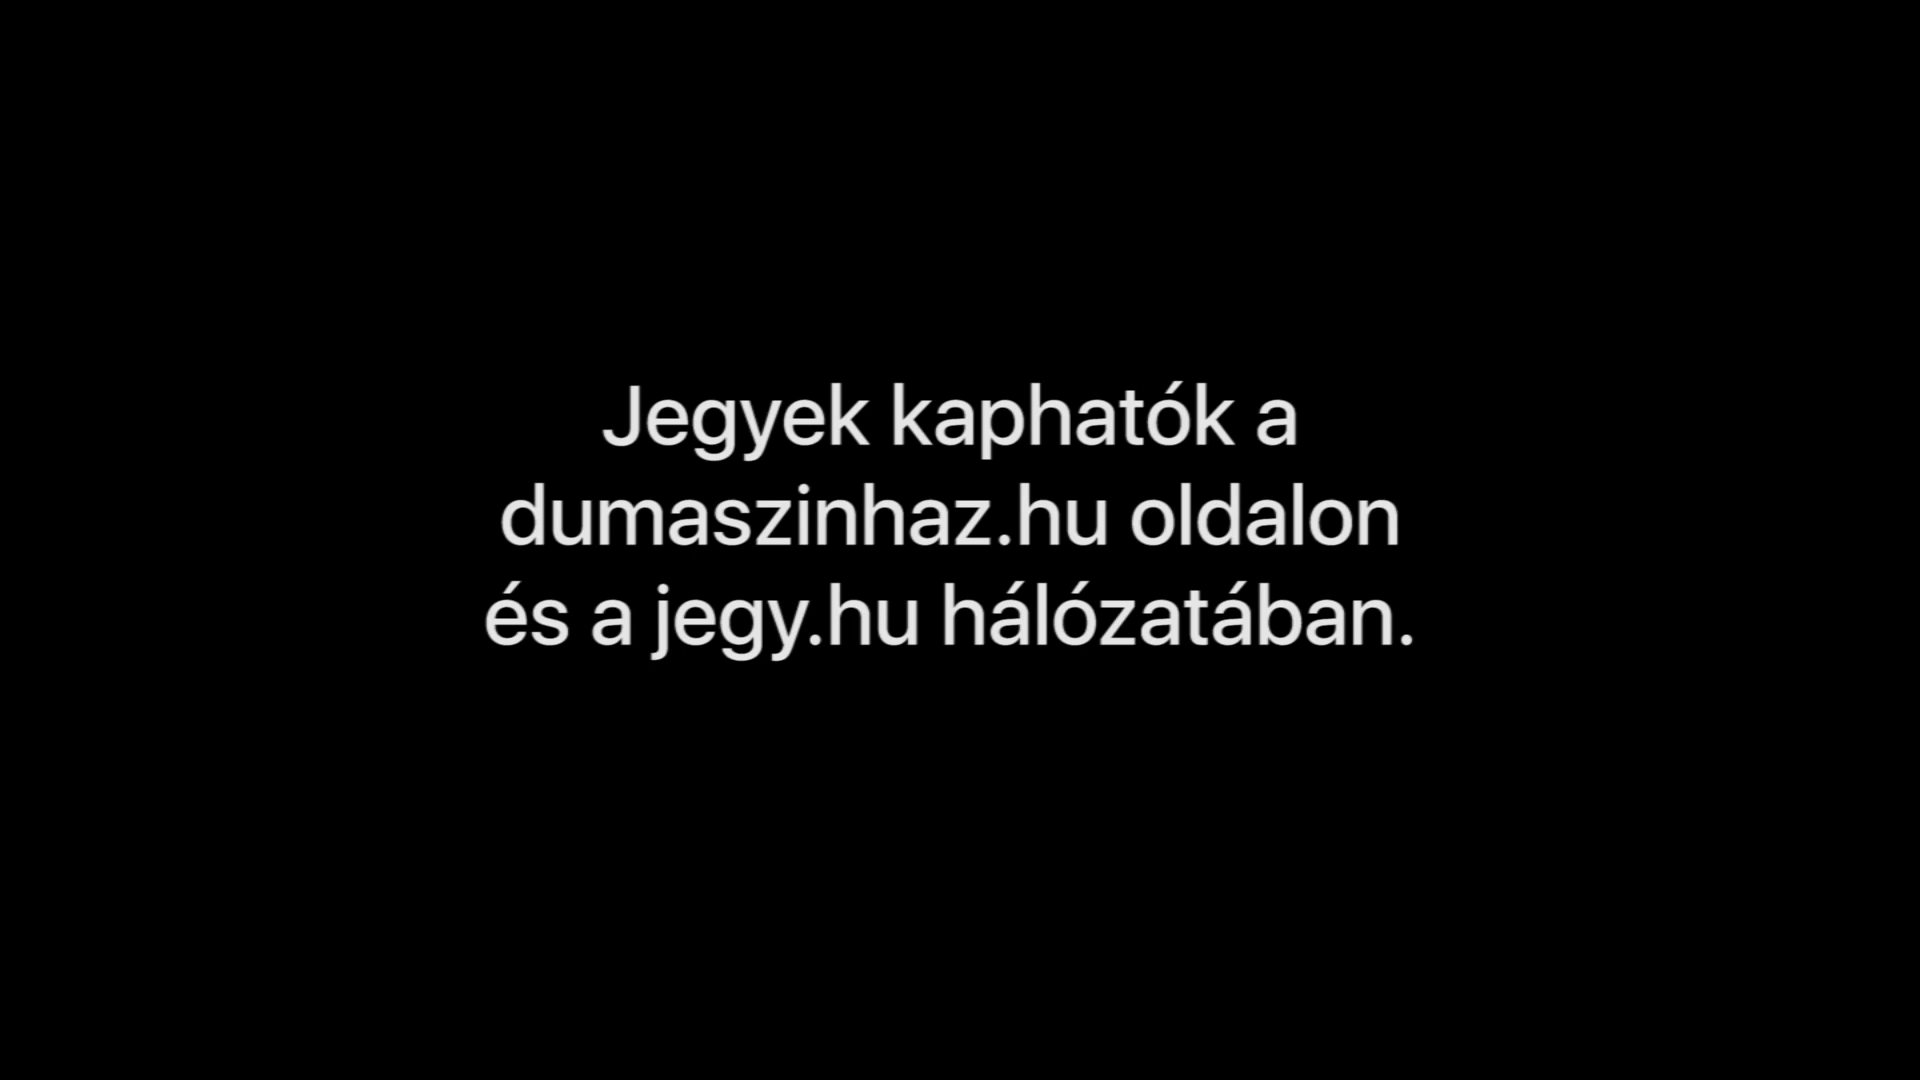 Jegyek kaphatók a
dumaszinhaz.hu oldalon
és a jegy.hu hálózatában.